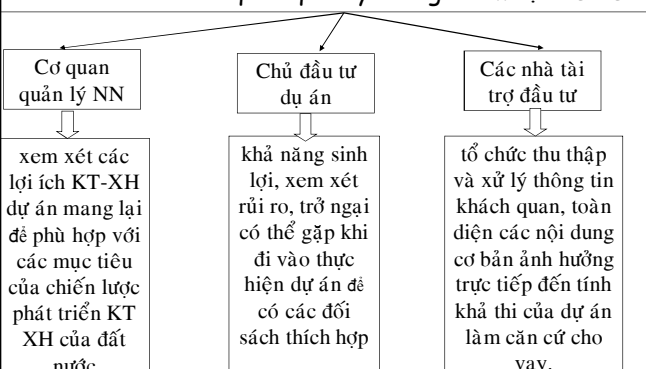 Cơ quan
quản lý NN
Chủ đầu tư
dụ án
Các nhà tài
trợ đầu tư
xem xét các
lợi ích KT-XH
dự án mang lại
để phù hợp với
các mục tiêu
của chiến lược
phát triển KT
XH của đất
nước
khả năng sinh
lợi, xem xét
rủi ro, trở ngại
có thể gặp khi
đi vào thực
hiện dự án để
có các đối
sách thích hợp
tổ chức thu thập
và xử lý thông tin
khách quan, toàn
diện các nội dung
cơ bản ảnh hưởng
trực tiếp đến tính
khả thi của dự án
làm căn cứ cho
vay.